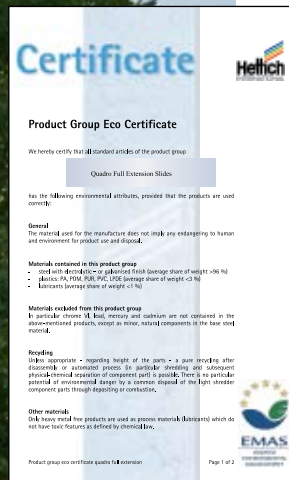 Certificate
Hettich
INTERNATIONAL
Product Group Eco Certificate
We hereby certify that all standard articles of the product group
Quadro Full Extension Slides
has the following environmental attributes, provided that the products are used
correctly:
General
The material used for the manufacture does not imply any endangering to human
and environment for product use and disposal.
Materials contained in this product group
- steel with electrolytic - or galvanised finish (average share of weight >96 %)
- plastics: PA, POM, PUR, PVC, LPDE (average share of weight <3 %)
- lubricants (average share of weight <1 %)
Materials excluded from this product group
In particular chrome VI, lead, mercury and cadmium are not contained in the
above-mentioned products, except as minor, natural components in the base steel
material.
Recycling
Unless appropriate - regarding height of the parts - a pure recycling after
disassembly or automated process (in particular shredding and subsequent
physical-chemical separation of component part) is possible. There is no particular
potential of environmental danger by a common disposal of the light shredder
component parts through depositing or combustion.
Other materials
Only heavy metal free products are used as process materials (lubricants) which do
not have toxic features as defined by chemical law.
EMAS
Product group eco certificate quadro full extension Page 1 of 2